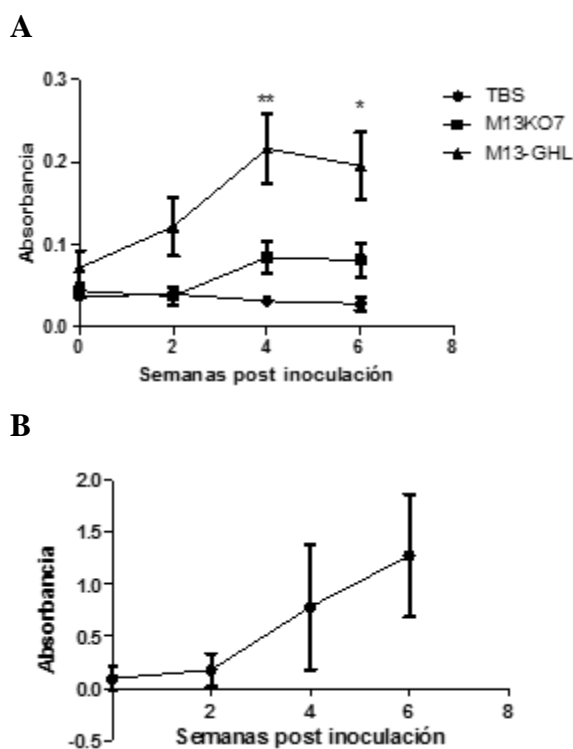 A
0.3
0.2
0.1
0.0
Absorbancia
** *
TBS
M13KO7
M13-GHL
0 2 4 6 8
Semanas post inoculación
B
2.0
1.5
1.0
0.5
0.0
-0.5
Absorbancia
2 4 6 8
Semanas post inoculación